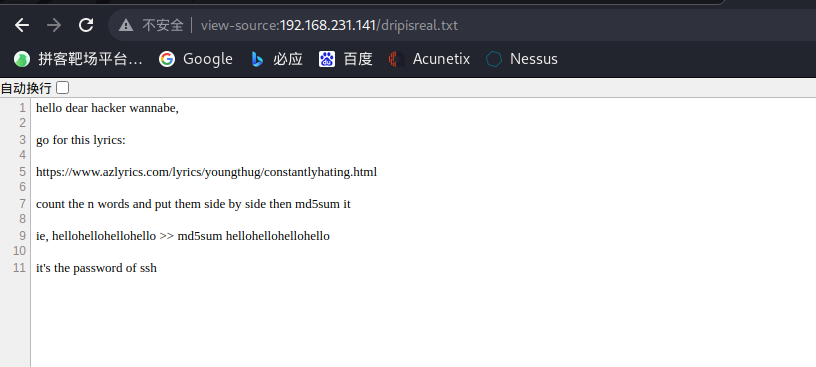 不安全 view-source:192.168.231.141/dripisreal.txt
拼客靶场平台… Google 必应 百度 Acunetix Nessus
自动换行
1 hello dear hacker wannabe,
2
3 go for this lyrics:
4
5 https://www.azlyrics.com/lyrics/youngthug/constantlyhating.html
6
7 count the n words and put them side by side then md5sum it
8
9 ie, hellohellohellohello >> md5sum hellohellohellohello
10
11 it's the password of ssh